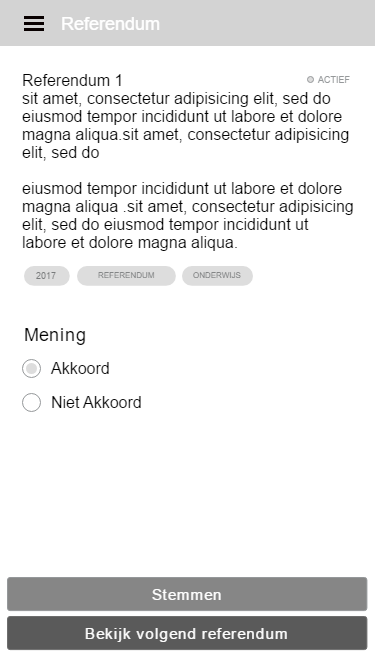 Referendum
Referendum 1
ACTIEF
sit amet, consectetur adipisicing elit, sed do
eiusmod tempor incididunt ut labore et dolore
magna aliqua.sit amet, consectetur adipisicing
elit, sed do
eiusmod tempor incididunt ut labore et dolore
magna aliqua .sit amet, consectetur adipisicing
elit, sed do eiusmod tempor incididunt ut
labore et dolore magna aliqua.
2017 REFERENDUM ONDERWIJS
Mening
Akkoord
Niet Akkoord
Stemmen
Bekijk volgend referendum